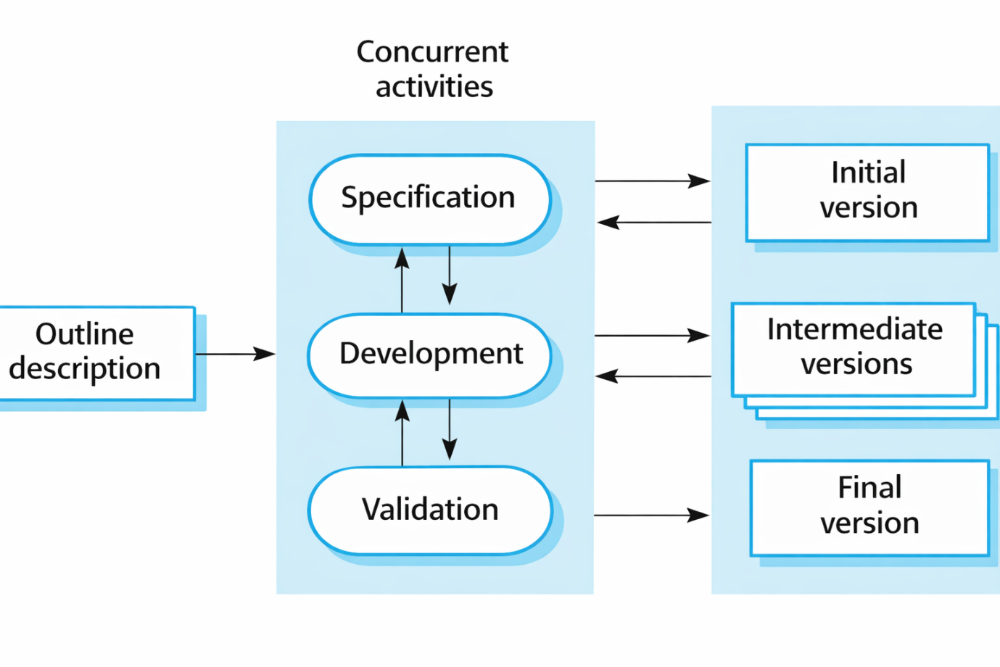 Concurrent
activities
Outline
description
Specification
Development
Validation
Initial
version
Intermediate
versions
Final
version